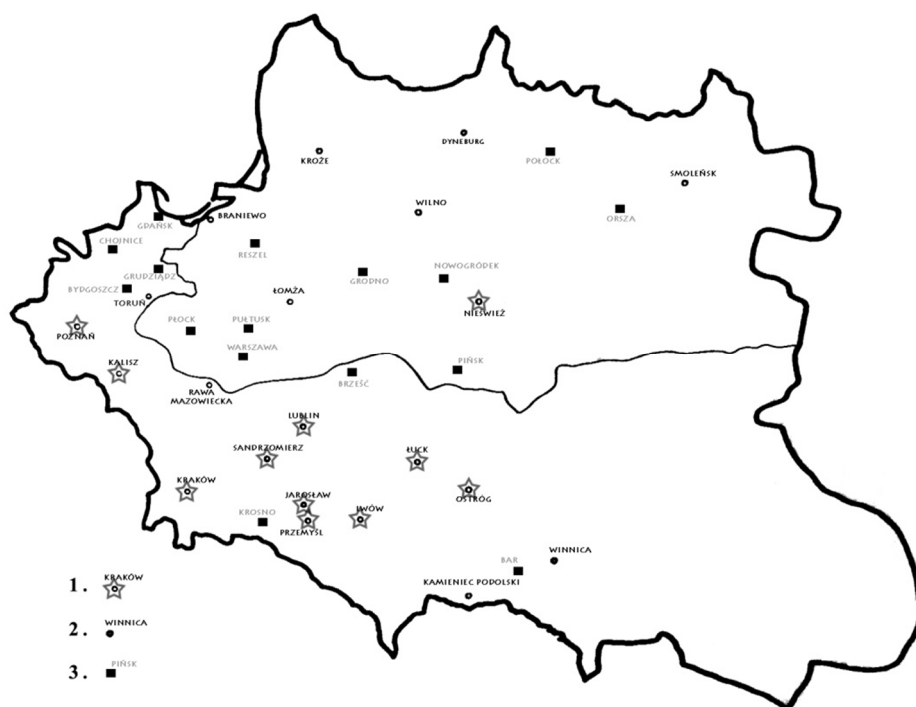 DYNEBURG
KROŻE
POŁOCK
SMOLEŃSK
WILNO
BRANIEWO
ORSZA
GDAŃSK
CHOJNICE
RESZEL
GRUDZIĄDZ
NOWOGRÓDEK
GRODNO
BYDGOSZCZ
ŁOMŻA
TORUŃ
NIEŚWIEŻ
PŁOCK
PUŁTUSK
POZNAŃ
WARSZAWA
KALISZ
PIŃSK
BRZEŚĆ
RAWA
MAZOWIECKA
LUBLIN
SANDRZOMIERZ
ŁUCK
KRAKÓW
JAROSŁAW
OSTRÓG
KROSNO
LWÓW
PRZEMYŚL
WINNICA
BAR
KAMIENIEC PODOLSKI
1. KRAKÓW
2. WINNICA
3. PIŃSK